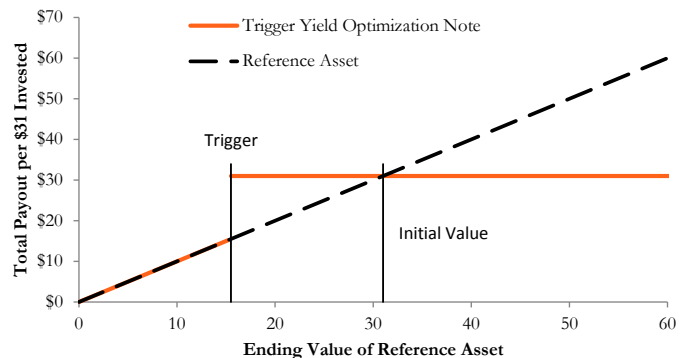 $70
$60
$50
$40
$30
$20
$10
$0
Total Payout per $31 Invested
Trigger Yield Optimization Note
Reference Asset
Trigger
Initial Value
0 10 20 30 40 50 60
Ending Value of Reference Asset